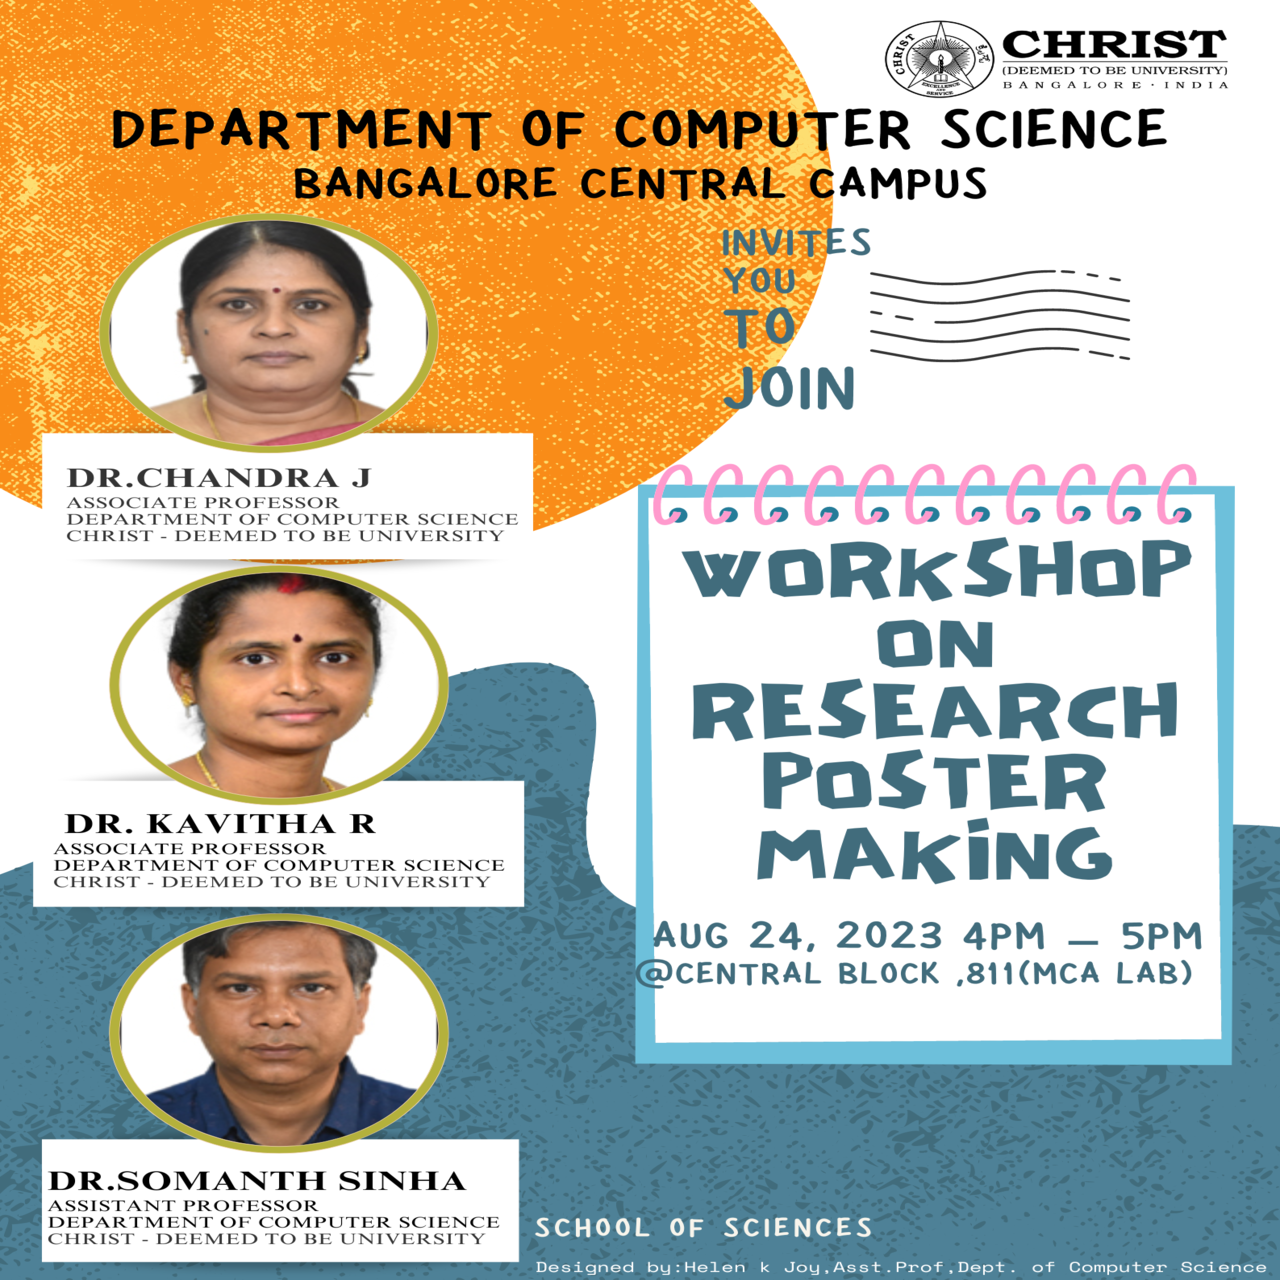 CHRIST
EXCELLENCE
AND
SERVICE
CHRIST
(DEEMED TO BE UNIVERSITY)
BANGALORE · INDIA
DEPARTMENT OF COMPUTER SCIENCE
BANGALORE CENTRAL CAMPUS
INVITES
YOU
TO
JOIN
DR.CHANDRA J
ASSOCIATE PROFESSOR
DEPARTMENT OF COMPUTER SCIENCE
CHRIST - DEEMED TO BE UNIVERSITY
DR. KAVITHA R
ASSOCIATE PROFESSOR
DEPARTMENT OF COMPUTER SCIENCE
CHRIST - DEEMED TO BE UNIVERSITY
DR.SOMANTH SINHA
ASSISTANT PROFESSOR
DEPARTMENT OF COMPUTER SCIENCE
CHRIST - DEEMED TO BE UNIVERSITY
WORKSHOP
ON
RESEARCH
POSTER
MAKING
AUG 24, 2023 4PM — 5PM
@CENTRAL BLOCK ,811(MCA LAB)
SCHOOL OF SCIENCES
Designed by:Helen k Joy,Asst.Prof,Dept. of Computer Science